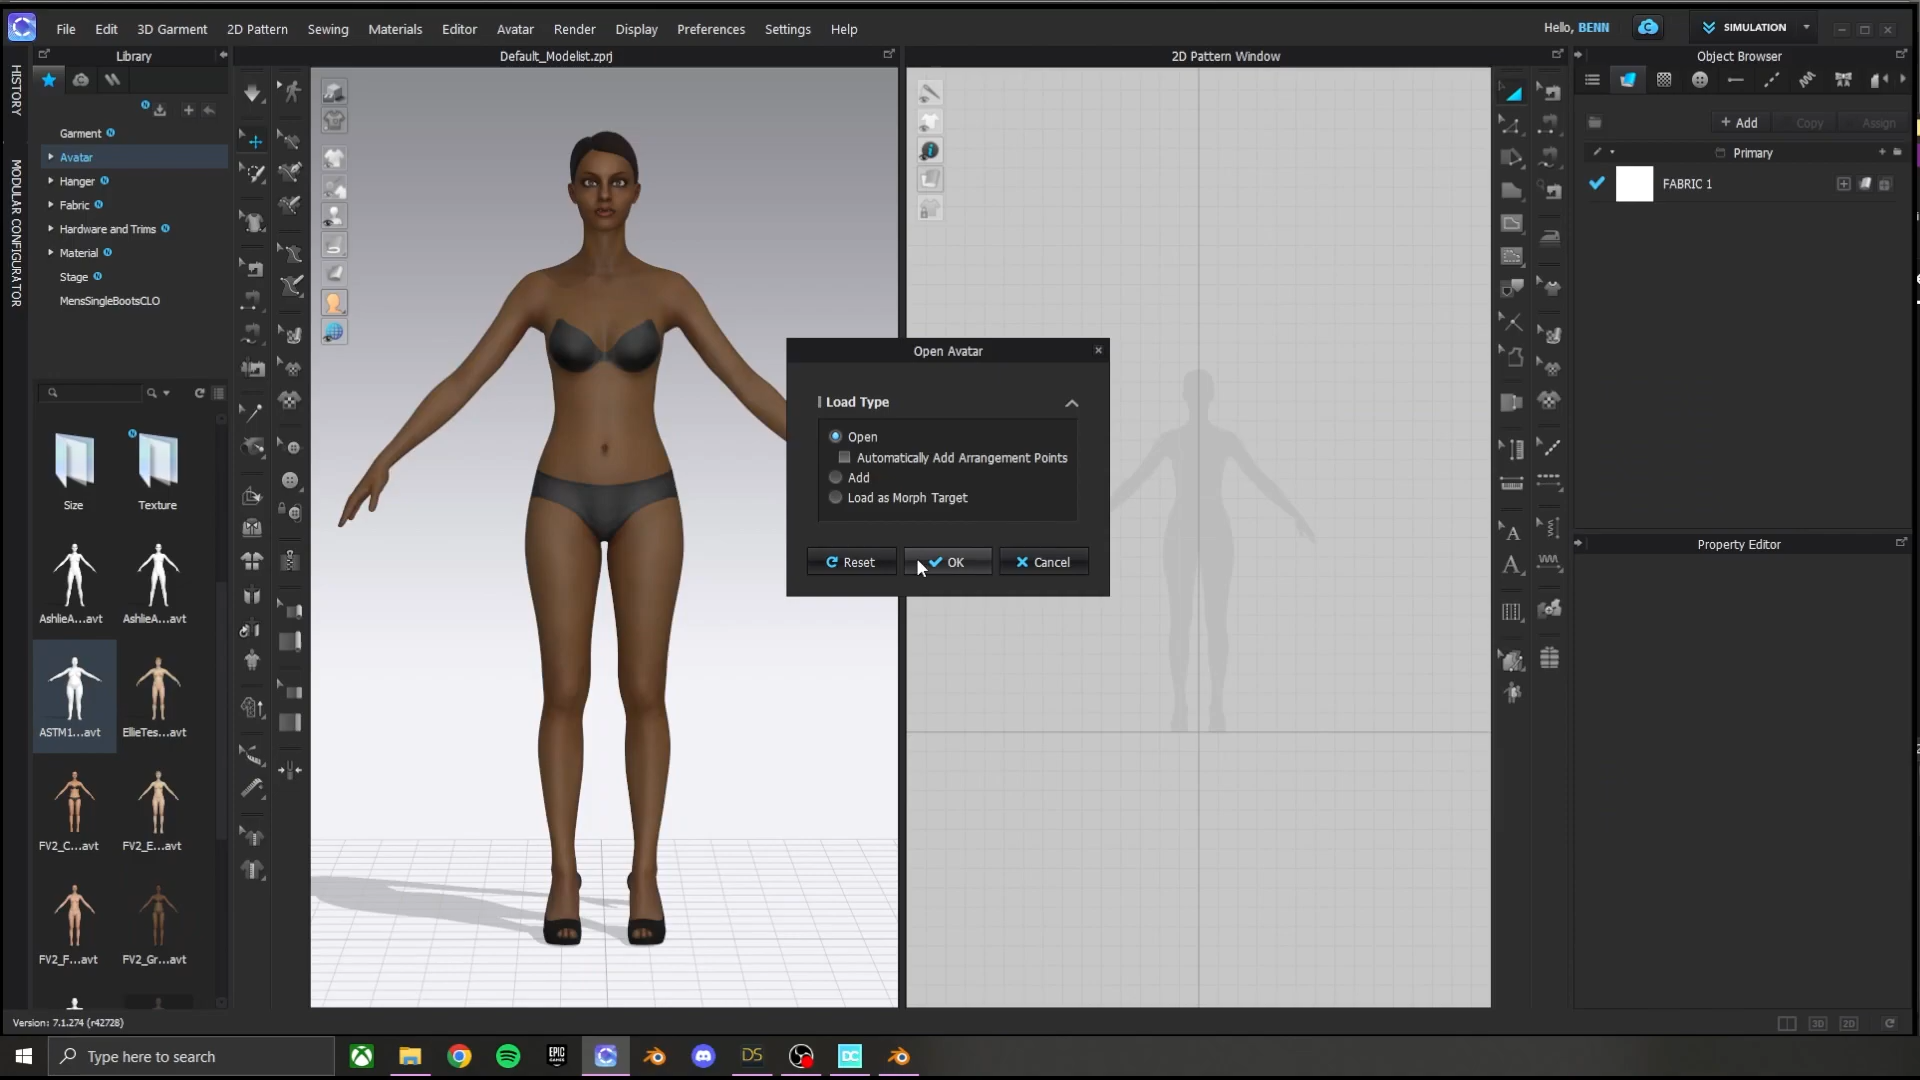 File Edit 3D Garment 2D Pattern Sewing Materials Editor Avatar Render Display Preferences Settings Help
Hello, BENN
SIMULATION
HISTORY
MODULAR CONFIGURATOR
Library
Default_Modelist.zprj
2D Pattern Window
Object Browser
Garment
Avatar
Hanger
Fabric
Hardware and Trims
Material
Stage
MensSingleBootsCLO
+ Add Copy Assign
Primary
FABRIC 1
Open Avatar
Load Type
Open
Automatically Add Arrangement Points
Add
Load as Morph Target
Reset OK Cancel
Property Editor
Size Texture
AshlieA...avt AshlieA...avt
ASTM1...avt EllieTes...avt
FV2_C...avt FV2_E...avt
FV2_F...avt FV2_Gr...avt
Version: 7.1.274 (r42728)
3D 2D
Type here to search
EPIC GAMES
DS
DC